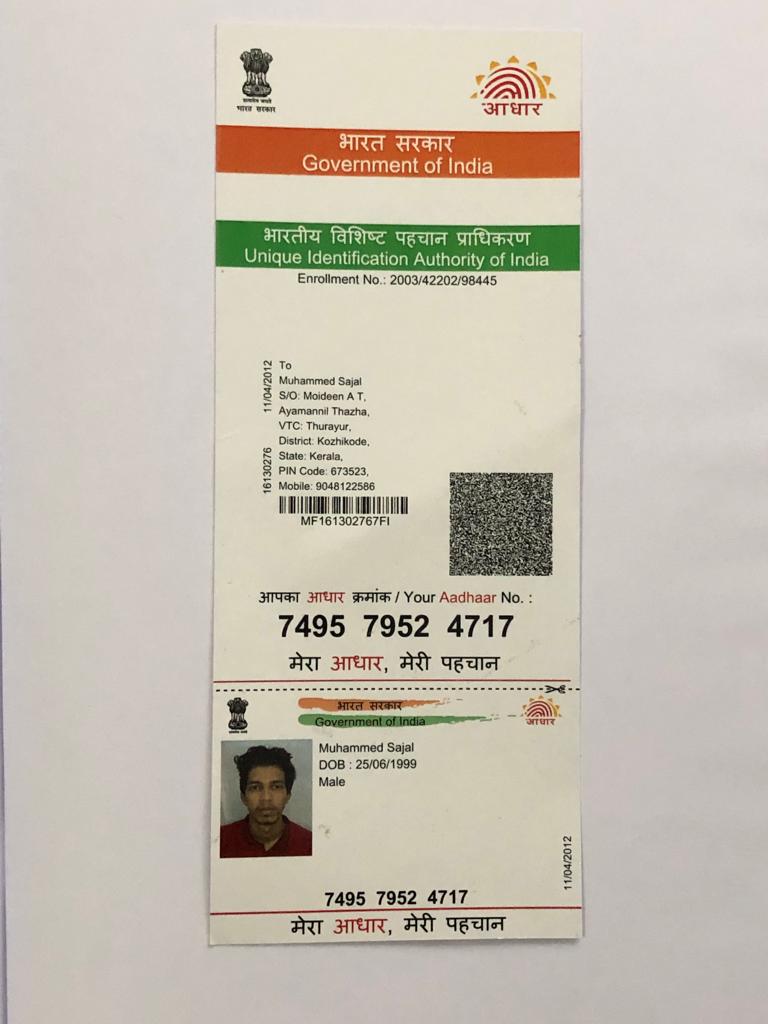 सत्यमेव जयते
भारत सरकार
आधार
भारत सरकार
Government of India
भारतीय विशिष्ट पहचान प्राधिकरण
Unique Identification Authority of India
Enrollment No.: 2003/42202/98445
16130276 11/04/2012
To
Muhammed Sajal
S/O: Moideen A T,
Ayamannil Thazha,
VTC: Thurayur,
District: Kozhikode,
State: Kerala,
PIN Code: 673523,
Mobile: 9048122586
MF161302767FI
आपका आधार क्रमांक / Your Aadhaar No. :
7495 7952 4717
मेरा आधार, मेरी पहचान
भारत सरकार
Government of India
आधार
Muhammed Sajal
DOB : 25/06/1999
Male
11/04/2012
7495 7952 4717
मेरा आधार, मेरी पहचान